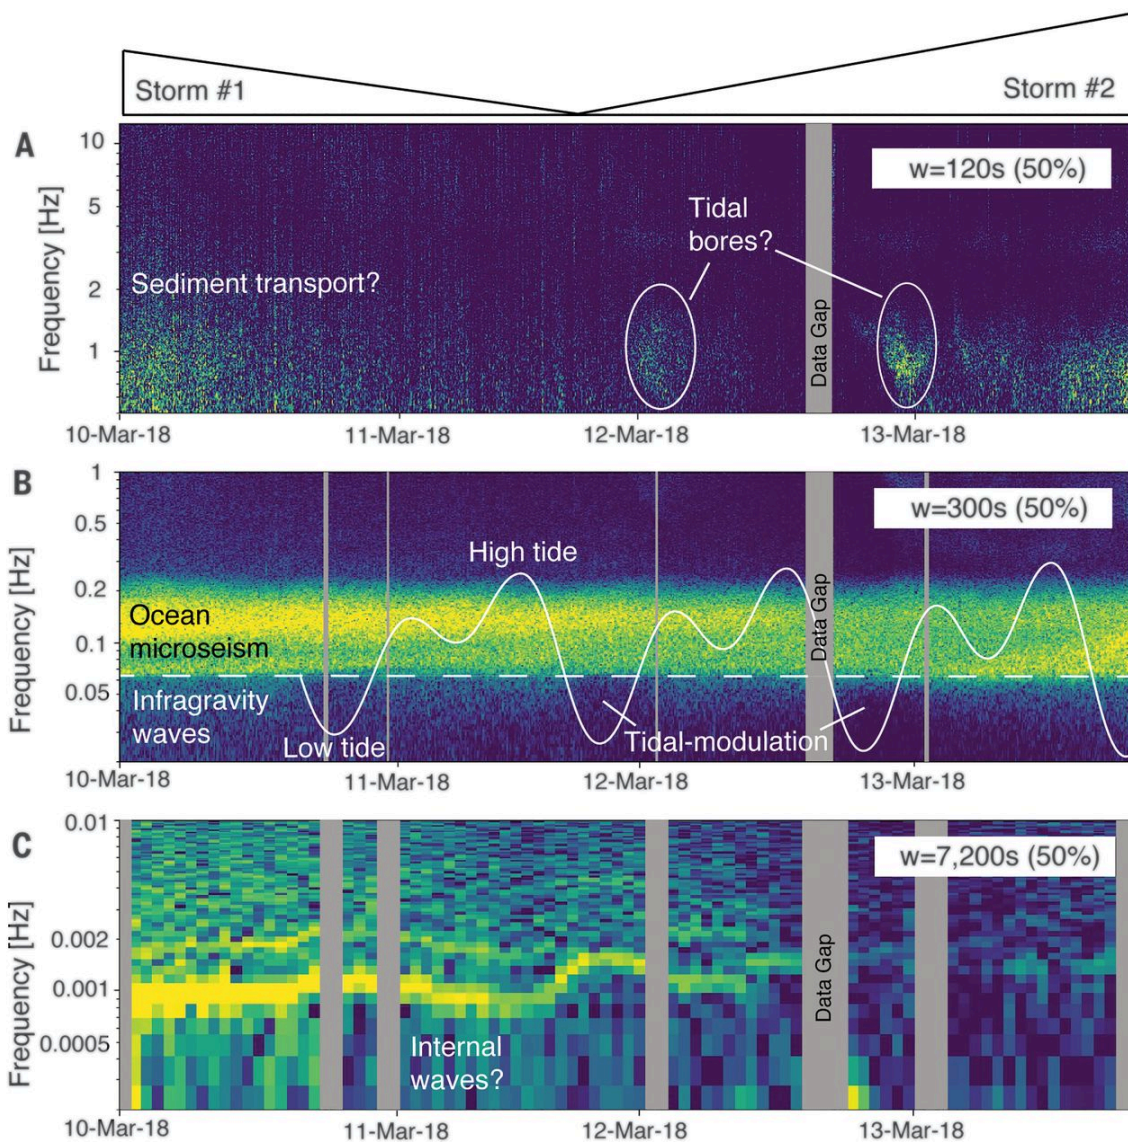 Storm #1
Storm #2
A
Frequency [Hz]
10
5
2
1
w=120s (50%)
Tidal
bores?
Sediment transport?
Data Gap
10-Mar-18
11-Mar-18
12-Mar-18
13-Mar-18
B
Frequency [Hz]
1
0.5
0.2
0.1
0.05
w=300s (50%)
High tide
Ocean
microseism
Data Gap
Infragravity
waves
Low tide
Tidal-modulation
10-Mar-18
11-Mar-18
12-Mar-18
13-Mar-18
C
Frequency [Hz]
0.01
0.002
0.001
0.0005
w=7,200s (50%)
Data Gap
Internal
waves?
10-Mar-18
11-Mar-18
12-Mar-18
13-Mar-18